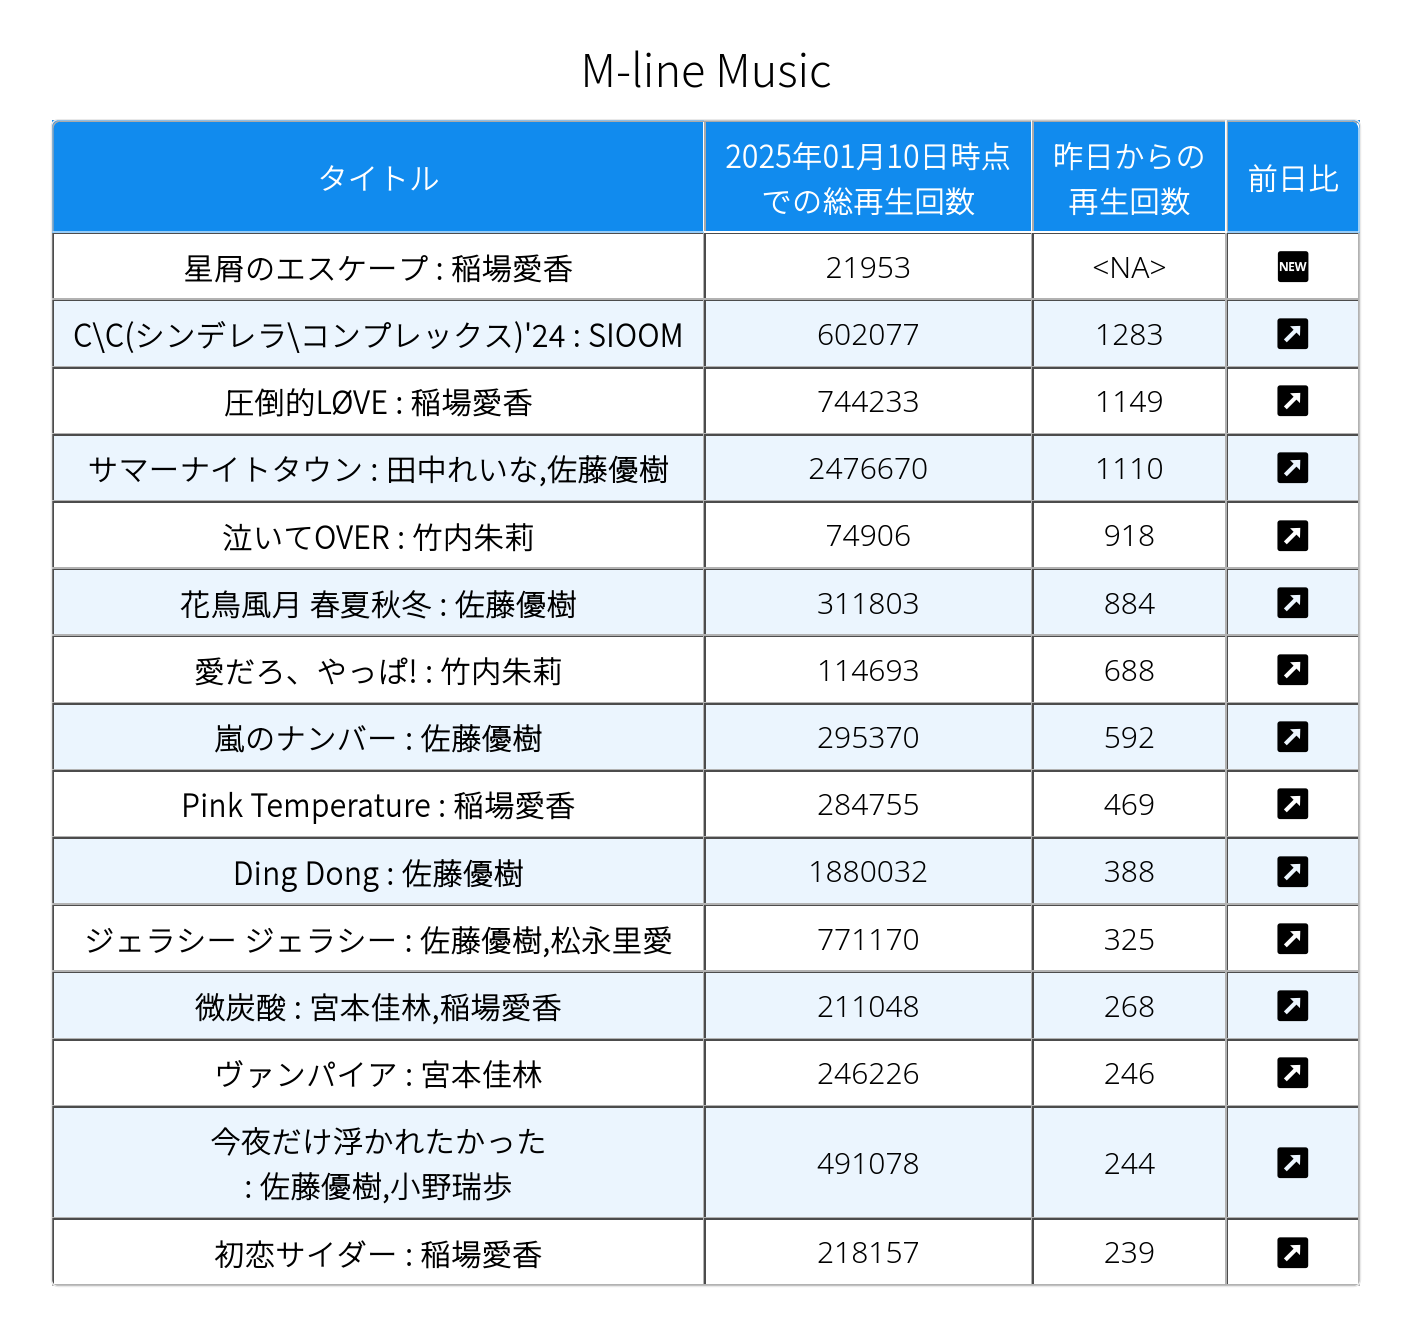 M-line Music
タイトル
2025年01月10日時点
での総再生回数
昨日からの
再生回数
前日比
星屑のエスケープ : 稲場愛香 21953 <NA> NEW
C\C(シンデレラ\コンプレックス)'24 : SIOOM 602077 1283
圧倒的LØVE : 稲場愛香 744233 1149
サマーナイトタウン : 田中れいな,佐藤優樹 2476670 1110
泣いてOVER : 竹内朱莉 74906 918
花鳥風月 春夏秋冬 : 佐藤優樹 311803 884
愛だろ、やっぱ! : 竹内朱莉 114693 688
嵐のナンバー : 佐藤優樹 295370 592
Pink Temperature : 稲場愛香 284755 469
Ding Dong : 佐藤優樹 1880032 388
ジェラシー ジェラシー : 佐藤優樹,松永里愛 771170 325
微炭酸 : 宮本佳林,稲場愛香 211048 268
ヴァンパイア : 宮本佳林 246226 246
今夜だけ浮かれたかった
: 佐藤優樹,小野瑞歩 491078 244
初恋サイダー : 稲場愛香 218157 239